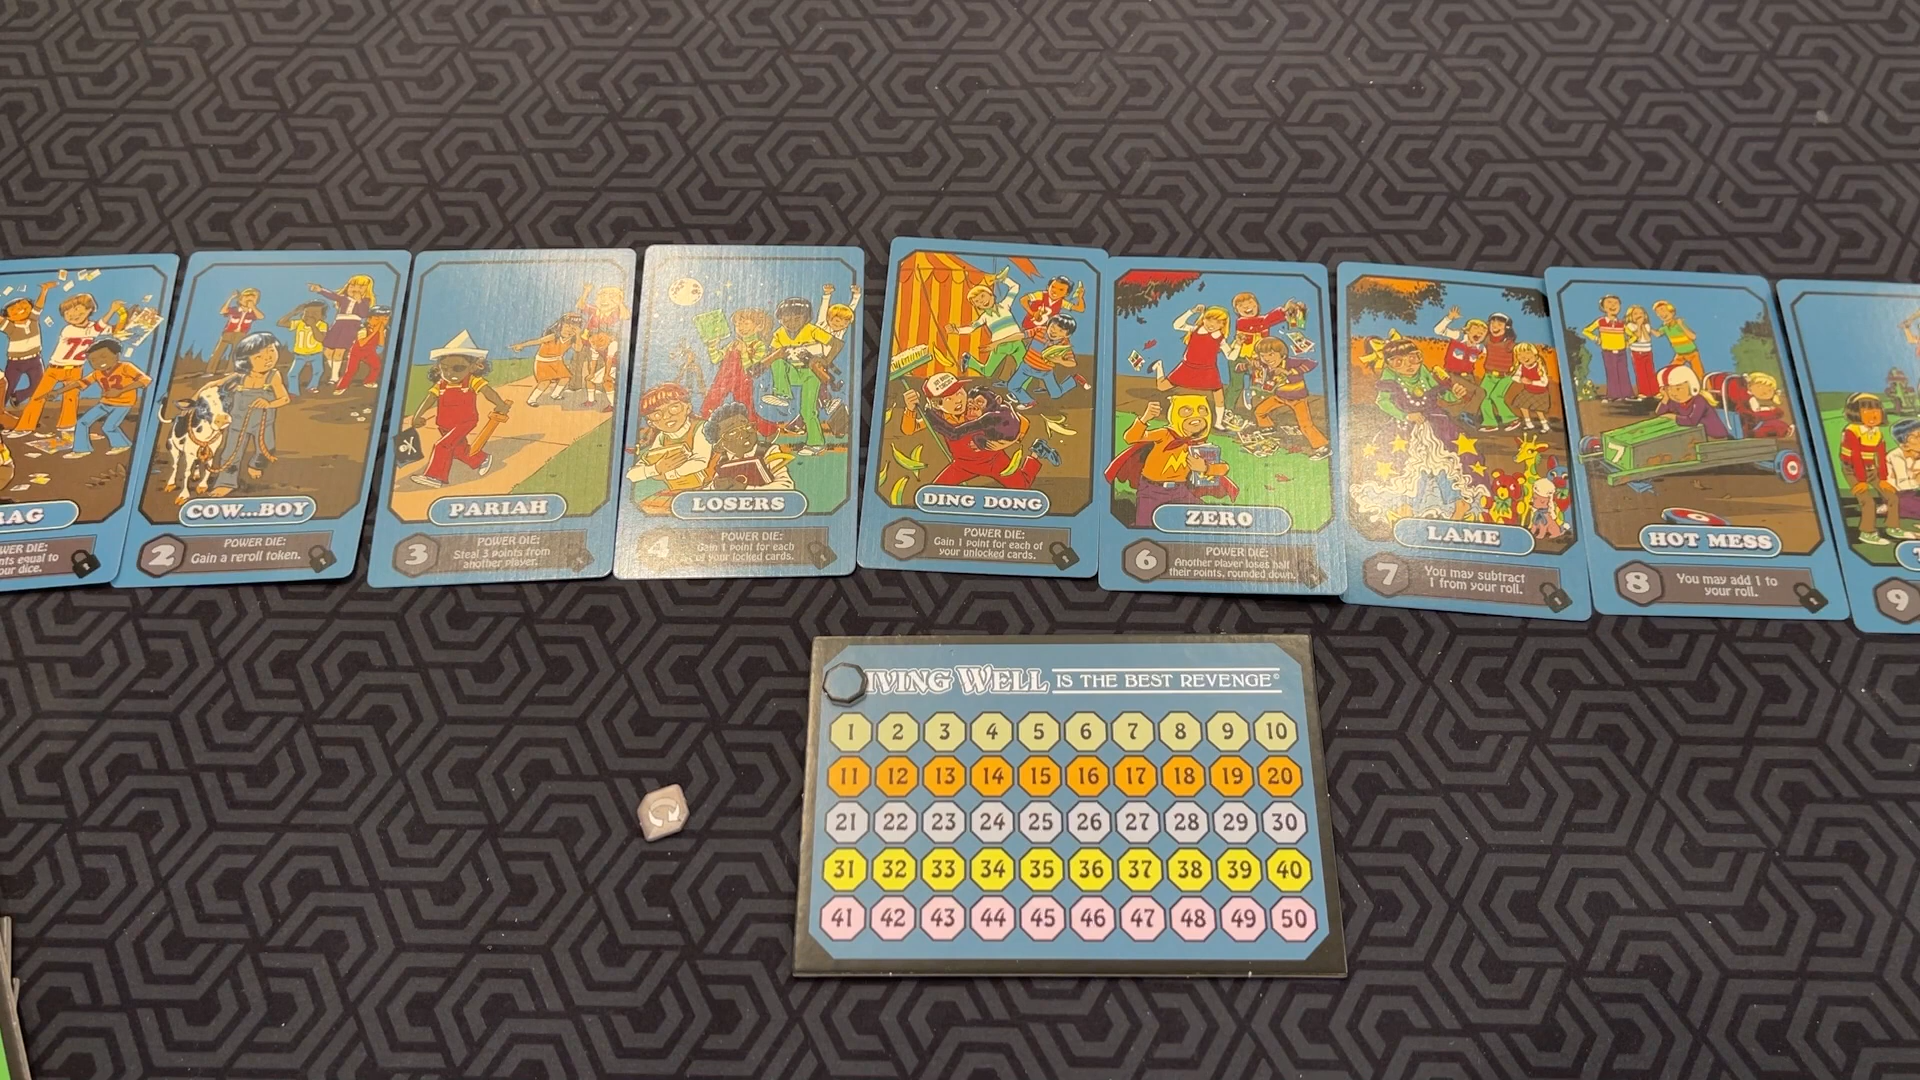 72
RAG
WER DIE:
nts equal to
our dice.
COW...BOY
2
POWER DIE:
Gain a reroll token.
PARIAH
3
POWER DIE:
Steal 3 points from
another player.
LOSERS
4
POWER DIE:
Gain 1 point for each
of your locked cards.
DING DONG
5
POWER DIE:
Gain 1 point for each of
your unlocked cards.
ZERO
6
POWER DIE:
Another player loses half
their points, rounded down.
LAME
7
You may subtract
1 from your roll.
HOT MESS
8
You may add 1 to
your roll.
9
IVING WELL IS THE BEST REVENGE®
1 2 3 4 5 6 7 8 9 10
11 12 13 14 15 16 17 18 19 20
21 22 23 24 25 26 27 28 29 30
31 32 33 34 35 36 37 38 39 40
41 42 43 44 45 46 47 48 49 50